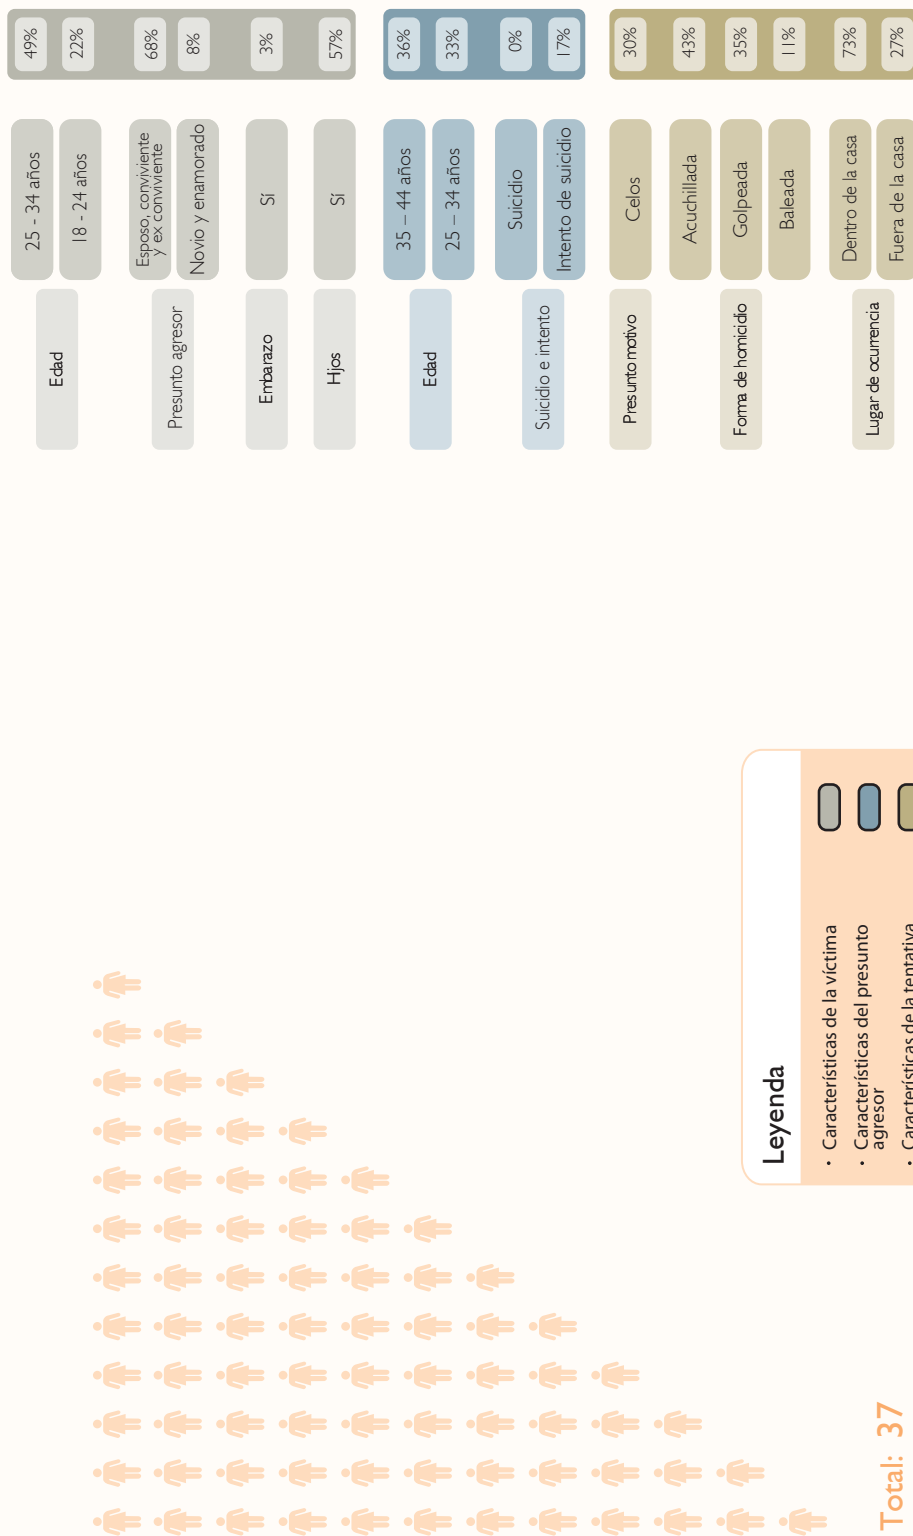 Edad
25 - 34 años
49%
18 - 24 años
22%
Presunto agresor
Esposo, conviviente
y ex conviviente
68%
Novio y enamorado
8%
Embarazo
Sí
3%
Hijos
Sí
57%
Edad
35 – 44 años
36%
25 – 34 años
33%
Suicidio e intento
Suicidio
0%
Intento de suicidio
17%
Presunto motivo
Celos
30%
Forma de homicidio
Acuchillada
43%
Golpeada
35%
Baleada
11%
Lugar de ocurrencia
Dentro de la casa
73%
Fuera de la casa
27%
Leyenda
• Características de la víctima
• Características del presunto
agresor
• Características de la tentativa
Total: 37